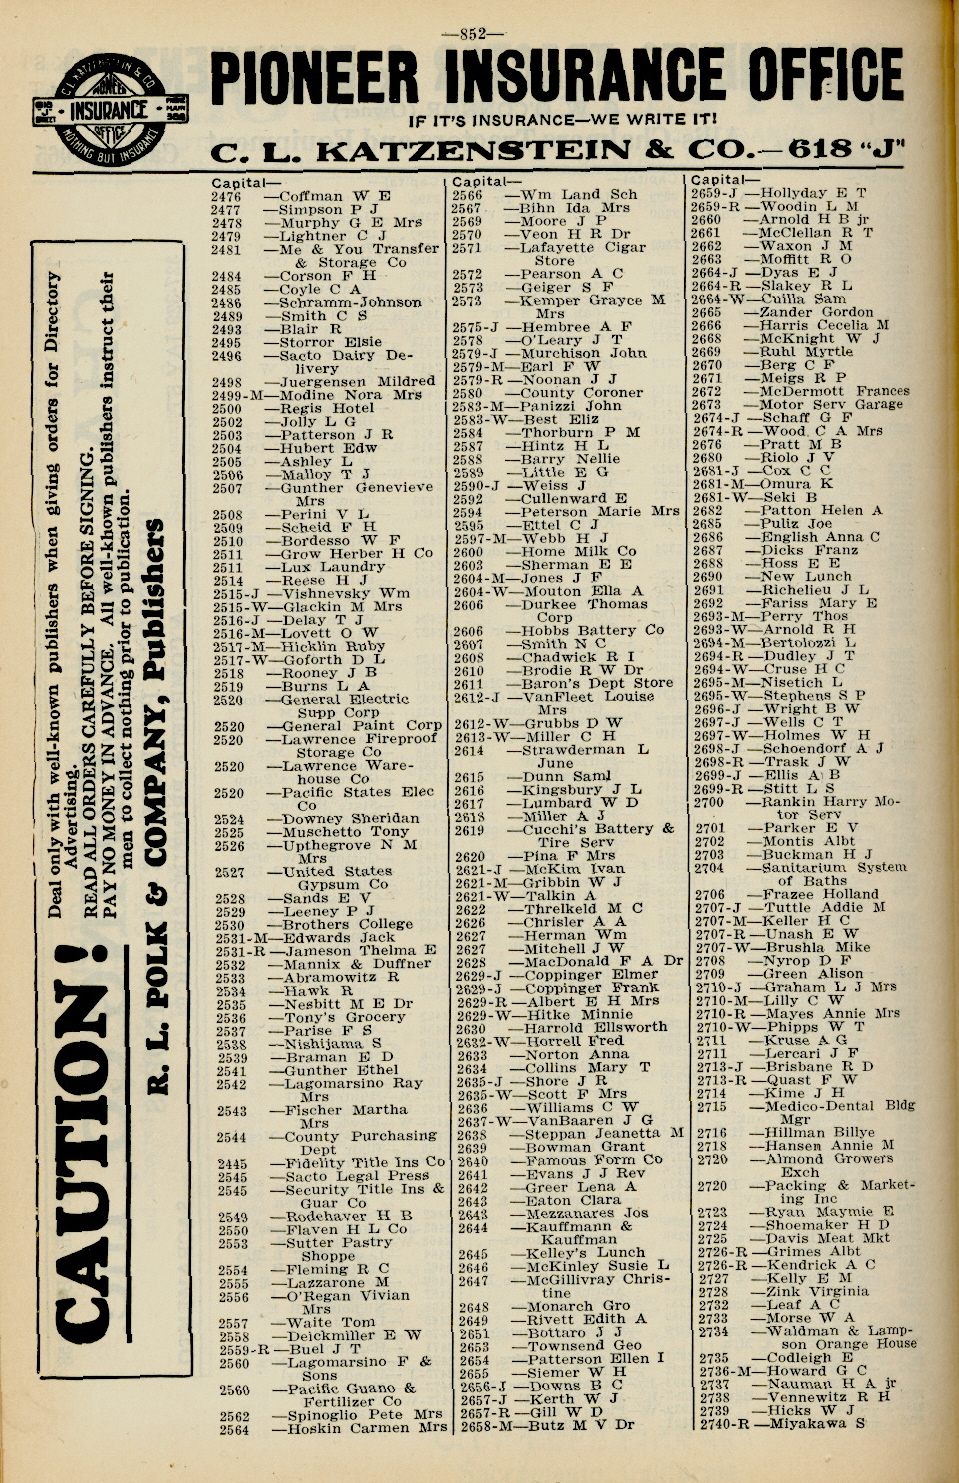 —852—
C. L. KATZENSTEIN & CO.
PIONEER
618 "J" STREET
INSURANCE
PHONE MAIN
OFFICE
NOTHING BUT INSURANCE
PIONEER INSURANCE OFFICE
IF IT'S INSURANCE—WE WRITE IT!
C. L. KATZENSTEIN & CO.—618 "J"
CAUTION!
Deal only with well-known publishers when giving orders for Directory
Advertising.
READ ALL ORDERS CAREFULLY BEFORE SIGNING.
PAY NO MONEY IN ADVANCE. All well-known publishers instruct their
men to collect nothing prior to publication.
R. L. POLK & COMPANY, Publishers
Capital—
2476 —Coffman W E
2477 —Simpson P J
2478 —Murphy G E Mrs
2479 —Lightner C J
2481 —Me & You Transfer
& Storage Co
2484 —Corson F H
2485 —Coyle C A
2486 —Schramm-Johnson
2489 —Smith C S
2493 —Blair R
2495 —Storror Elsie
2496 —Sacto Dairy De-
livery
2498 —Juergensen Mildred
2499-M—Modine Nora Mrs
2500 —Regis Hotel
2502 —Jolly L G
2503 —Patterson J R
2504 —Hubert Edw
2505 —Ashley L
2506 —Malloy T J
2507 —Gunther Genevieve
Mrs
2508 —Perini V L
2509 —Scheid F H
2510 —Bordesso W F
2511 —Grow Herber H Co
2511 —Lux Laundry
2514 —Reese H J
2515-J —Vishnevsky Wm
2515-W—Glackin M Mrs
2516-J —Delay T J
2516-M—Lovett O W
2517-M—Hicklin Ruby
2517-W—Goforth D L
2518 —Rooney J B
2519 —Burns L A
2520 —General Electric
Supp Corp
2520 —General Paint Corp
2520 —Lawrence Fireproof
Storage Co
2520 —Lawrence Ware-
house Co
2520 —Pacific States Elec
Co
2524 —Downey Sheridan
2525 —Muschetto Tony
2526 —Upthegrove N M
Mrs
2527 —United States
Gypsum Co
2528 —Sands E V
2529 —Leeney P J
2530 —Brothers College
2531-M—Edwards Jack
2531-R —Jameson Thelma E
2532 —Mannix & Duffner
2533 —Abramowitz R
2534 —Hawk R
2535 —Nesbitt M E Dr
2536 —Tony's Grocery
2537 —Parise F S
2538 —Nishijama S
2539 —Braman E D
2541 —Gunther Ethel
2542 —Lagomarsino Ray
Mrs
2543 —Fischer Martha
Mrs
2544 —County Purchasing
Dept
2445 —Fidelity Title Ins Co
2545 —Sacto Legal Press
2545 —Security Title Ins &
Guar Co
2549 —Rodehaver H B
2550 —Flaven H L Co
2553 —Sutter Pastry
Shoppe
2554 —Fleming R C
2555 —Lazzarone M
2556 —O'Regan Vivian
Mrs
2557 —Waite Tom
2558 —Deickmiller E W
2559-R —Buel J T
2560 —Lagomarsino F &
Sons
2560 —Pacific Guano &
Fertilizer Co
2562 —Spinoglio Pete Mrs
2564 —Hoskin Carmen Mrs
Capital—
2566 —Wm Land Sch
2567 —Bihn Ida Mrs
2569 —Moore J P
2570 —Veon H R Dr
2571 —Lafayette Cigar
Store
2572 —Pearson A C
2573 —Geiger S F
2573 —Kemper Grayce M
Mrs
2575-J —Hembree A F
2578 —O'Leary J T
2579-J —Murchison John
2579-M—Earl F W
2579-R —Noonan J J
2580 —County Coroner
2583-M—Panizzi John
2583-W—Best Eliz
2584 —Thorburn P M
2587 —Hintz H L
2588 —Barry Nellie
2589 —Little E G
2590-J —Weiss J
2592 —Cullenward E
2594 —Peterson Marie Mrs
2595 —Ettel C J
2597-M—Webb H J
2600 —Home Milk Co
2603 —Sherman E E
2604-M—Jones J F
2604-W—Mouton Ella A
2606 —Durkee Thomas
Corp
2606 —Hobbs Battery Co
2607 —Smith N C
2608 —Chadwick R I
2610 —Brodie R W Dr
2611 —Baron's Dept Store
2612-J —VanFleet Louise
Mrs
2612-W—Grubbs D W
2613-W—Miller C H
2614 —Strawderman L
June
2615 —Dunn Saml
2616 —Kingsbury J L
2617 —Lumbard W D
2618 —Miller A J
2619 —Cucchi's Battery &
Tire Serv
2620 —Pina F Mrs
2621-J —McKim Ivan
2621-M—Gribbin W J
2621-W—Talkin A
2622 —Threlkeld M C
2626 —Chrisler A A
2627 —Herman Wm
2627 —Mitchell J W
2628 —MacDonald F A Dr
2629-J —Coppinger Elmer
2629-J —Coppinger Frank
2629-R —Albert E H Mrs
2629-W—Hitke Minnie
2630 —Harrold Ellsworth
2632-W—Horrell Fred
2633 —Norton Anna
2634 —Collins Mary T
2635-J —Shore J R
2635-W—Scott F Mrs
2636 —Williams C W
2637-W—VanBaaren J G
2638 —Steppan Jeanetta M
2639 —Bowman Grant
2640 —Famous Form Co
2641 —Evans J J Rev
2642 —Greer Lena A
2643 —Eaton Clara
2643 —Mezzanares Jos
2644 —Kauffmann &
Kauffman
2645 —Kelley's Lunch
2646 —McKinley Susie L
2647 —McGillivray Chris-
tine
2648 —Monarch Gro
2649 —Rivett Edith A
2651 —Bottaro J J
2653 —Townsend Geo
2654 —Patterson Ellen I
2655 —Siemer W H
2656-J —Downs B C
2657-J —Kerth W J
2657-R —Gill W D
2658-M—Butz M V Dr
Capital—
2659-J —Hollyday E T
2659-R —Woodin L M
2660 —Arnold H B jr
2661 —McClellan R T
2662 —Waxon J M
2663 —Moffitt R O
2664-J —Dyas E J
2664-R —Slakey R L
2664-W—Cuilla Sam
2665 —Zander Gordon
2666 —Harris Cecelia M
2668 —McKnight W J
2669 —Ruhl Myrtle
2670 —Berg C F
2671 —Meigs R P
2672 —McDermott Frances
2673 —Motor Serv Garage
2674-J —Schaff G F
2674-R —Wood C A Mrs
2676 —Pratt M B
2680 —Riolo J V
2681-J —Cox C C
2681-M—Omura K
2681-W—Seki B
2682 —Patton Helen A
2685 —Puliz Joe
2686 —English Anna C
2687 —Dicks Franz
2688 —Hoss E E
2690 —New Lunch
2691 —Richelieu J L
2692 —Fariss Mary E
2693-M—Perry Thos
2693-W—Arnold R H
2694-M—Bertolozzi L
2694-R —Dudley J T
2694-W—Cruse H C
2695-M—Nisetich L
2695-W—Stephens S P
2696-J —Wright B W
2697-J —Wells C T
2697-W—Holmes W H
2698-J —Schoendorf A J
2698-R —Trask J W
2699-J —Ellis A B
2699-R —Stitt L S
2700 —Rankin Harry Mo-
tor Serv
2701 —Parker E V
2702 —Montis Albt
2703 —Buckman H J
2704 —Sanitarium System
of Baths
2706 —Frazee Holland
2707-J —Tuttle Addie M
2707-M—Keller H C
2707-R —Unash E W
2707-W—Brushla Mike
2708 —Nyrop D F
2709 —Green Alison
2710-J —Graham L J Mrs
2710-M—Lilly C W
2710-R —Mayes Annie Mrs
2710-W—Phipps W T
2711 —Kruse A G
2711 —Lercari J F
2713-J —Brisbane R D
2713-R —Quast F W
2714 —Kime J H
2715 —Medico-Dental Bldg
Mgr
2716 —Hillman Billye
2718 —Hansen Annie M
2720 —Almond Growers
Exch
2720 —Packing & Market-
ing Inc
2723 —Ryan Maymie E
2724 —Shoemaker H D
2725 —Davis Meat Mkt
2726-R —Grimes Albt
2726-R —Kendrick A C
2727 —Kelly E M
2728 —Zink Virginia
2732 —Leaf A C
2733 —Morse W A
2734 —Waldman & Lamp-
son Orange House
2735 —Codleigh E
2736-M—Howard G C
2737 —Nauman H A jr
2738 —Vennewitz R H
2739 —Hicks W J
2740-R —Miyakawa S